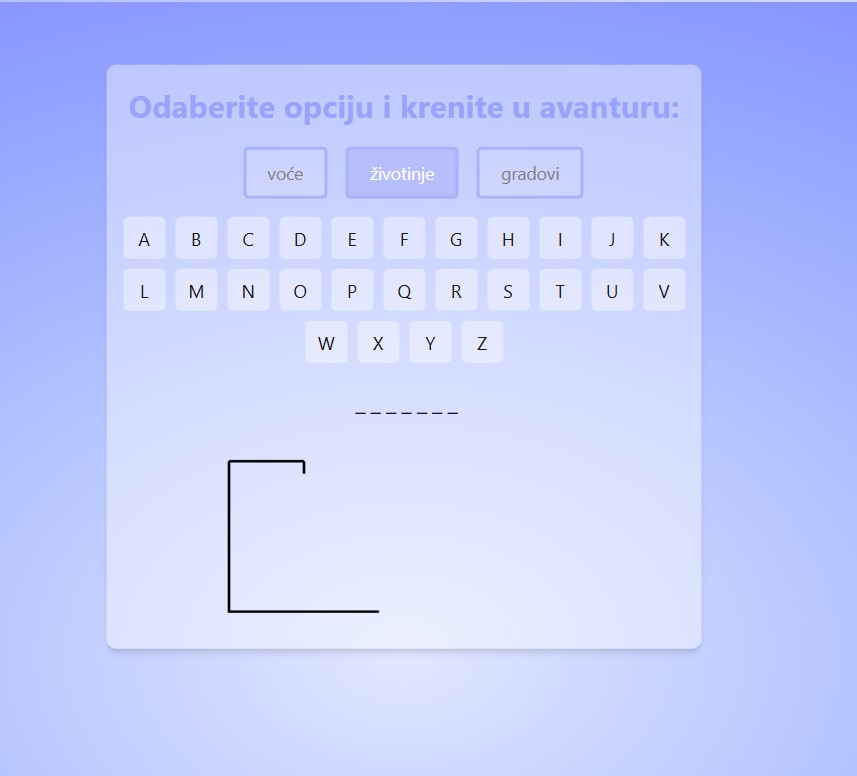 Odaberite opciju i krenite u avanturu:
voće životinje gradovi
A B C D E F G H I J K
L M N O P Q R S T U V
W X Y Z
_ _ _ _ _ _ _